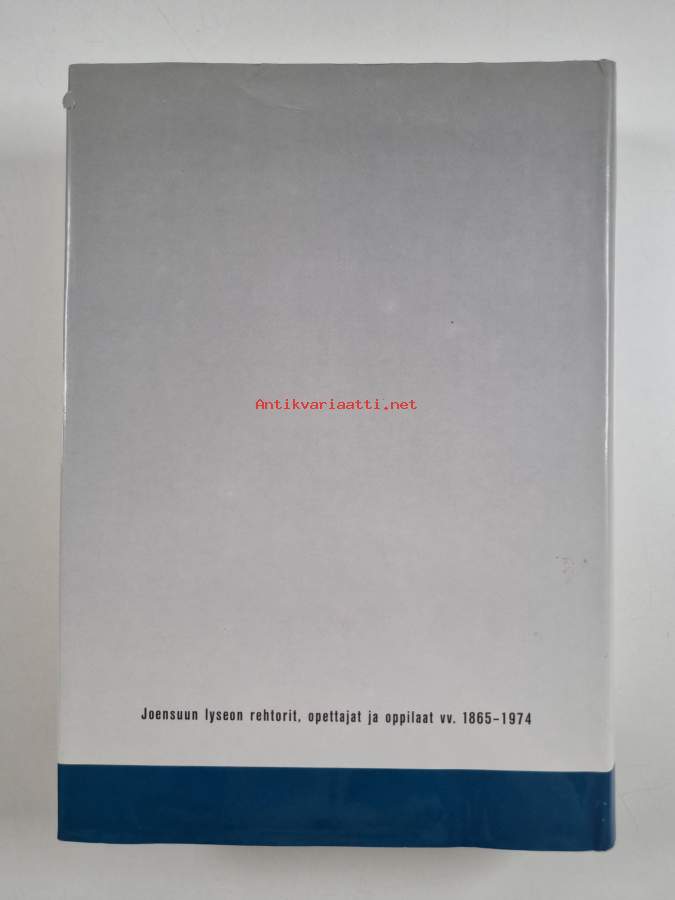 Antikvariaatti.net
Joensuun lyseon rehtorit, opettajat ja oppilaat vv. 1865–1974